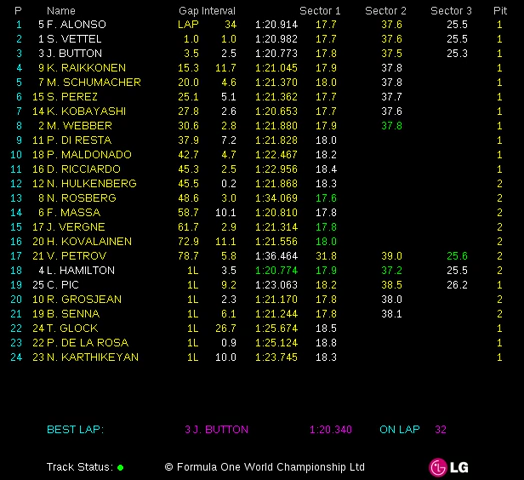 P Name Gap Interval Sector 1 Sector 2 Sector 3 Pit
1 5 F. ALONSO LAP 34 1:20.914 17.7 37.6 25.5 1
2 1 S. VETTEL 1.0 1.0 1:20.982 17.7 37.6 25.5 1
3 3 J. BUTTON 3.5 2.5 1:20.773 17.8 37.5 25.3 1
4 9 K. RAIKKONEN 15.3 11.7 1:21.045 17.9 37.8 1
5 7 M. SCHUMACHER 20.0 4.6 1:21.370 18.0 37.8 1
6 15 S. PEREZ 25.1 5.1 1:21.362 17.7 37.7 1
7 14 K. KOBAYASHI 27.8 2.6 1:20.653 17.7 37.6 1
8 2 M. WEBBER 30.6 2.8 1:21.880 17.9 37.8 1
9 11 P. DI RESTA 37.9 7.2 1:21.828 18.0 1
10 18 P. MALDONADO 42.7 4.7 1:22.467 18.2 1
11 16 D. RICCIARDO 45.3 2.5 1:22.956 18.4 1
12 12 N. HULKENBERG 45.5 0.2 1:21.868 18.3 2
13 8 N. ROSBERG 48.6 3.0 1:34.069 17.6 2
14 6 F. MASSA 58.7 10.1 1:20.810 17.8 2
15 17 J. VERGNE 61.7 2.9 1:21.314 17.8 2
16 20 H. KOVALAINEN 72.9 11.1 1:21.556 18.0 2
17 21 V. PETROV 78.7 5.8 1:36.464 31.8 39.0 25.6 2
18 4 L. HAMILTON 1L 3.5 1:20.774 17.9 37.2 25.5 2
19 25 C. PIC 1L 9.2 1:23.063 18.2 38.5 26.2 1
20 10 R. GROSJEAN 1L 2.3 1:21.170 17.8 38.0 2
21 19 B. SENNA 1L 6.1 1:21.244 17.8 38.1 2
22 24 T. GLOCK 1L 26.7 1:25.674 18.5 1
23 22 P. DE LA ROSA 1L 0.9 1:25.124 18.8 1
24 23 N. KARTHIKEYAN 1L 10.0 1:23.745 18.3 1
BEST LAP: 3 J. BUTTON 1:20.340 ON LAP 32
Track Status: © Formula One World Championship Ltd LG